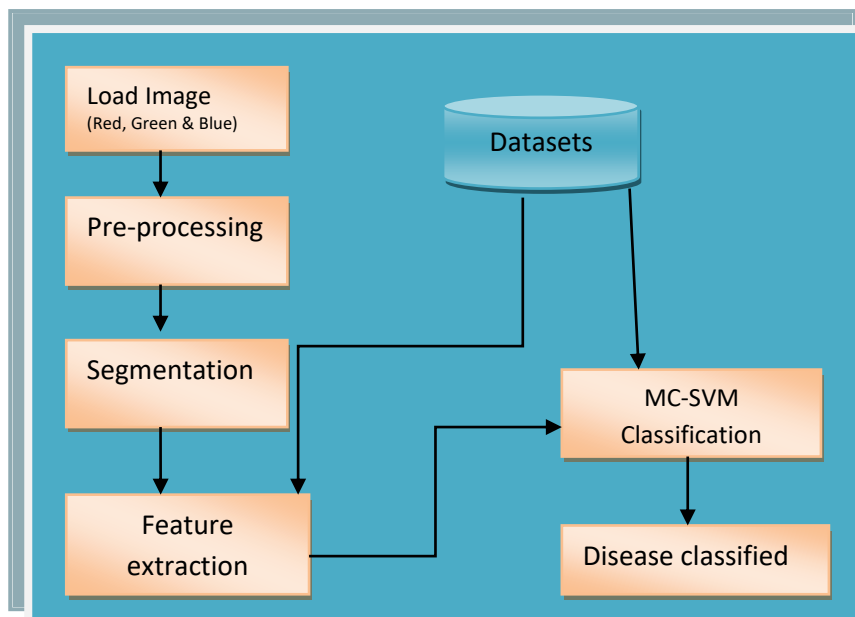 Load Image
(Red, Green & Blue)
Pre-processing
Segmentation
Feature
extraction
Datasets
MC-SVM
Classification
Disease classified